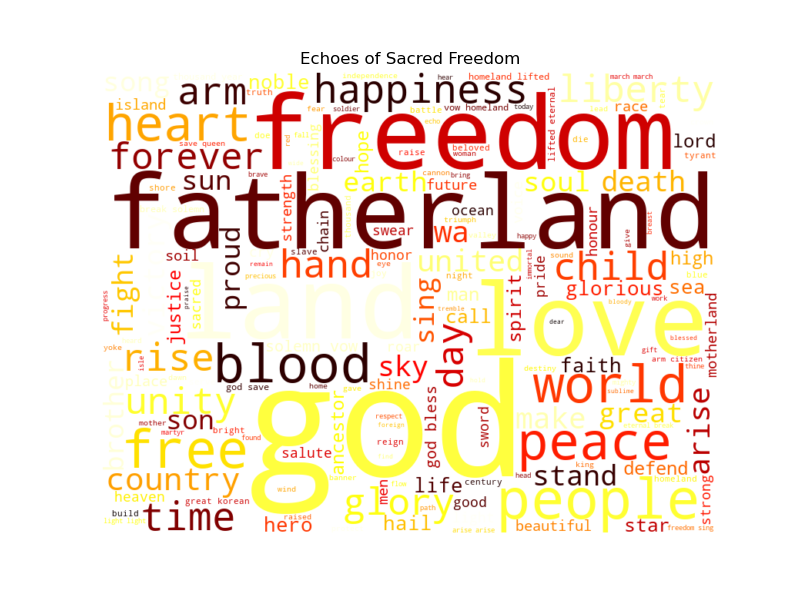 Echoes of Sacred Freedom
song
arm
noble
happiness
hear
homeland lifted
liberty
march march
truth
island
heart
freedom
fear
soldier
battle
vow homeland
today
race
save queen
forever
red
blessing
hope
colour
raise
woman
beloved
lifted eternal
die
lord
tyrant
sun
shore
brave
strength
earth
cannon
bring
future
soul
death
fatherland
chain
ocean
swear
triumph
wa
happy
honour
give
breast
soil
slave
proud
remain
hand
honor
eye
united
night
immortal
sound
pride
child
high
blue
fight
progress
justice
praise
sacred
precious
land
sing
man
call
tremble
spirit
glorious
bloody
work
sea
love
motherland
dear
yoke
isle
rise
blood
sky
day
faith
blessed
gift
arm citizen
thine
god save
home
shine
unity
god
world
sublime
mother
son
martyr
bright
found
salute
ancestor
respect
foreign
reign
god bless
sword
make
great
peace
king
arise
free
country
heaven
great korean
wind
men
life
century
good
head
stand
defend
homeland
strong
build
light light
time
raised
hero
glory
path
hail
arise arise
people
beautiful
star
freedom sing